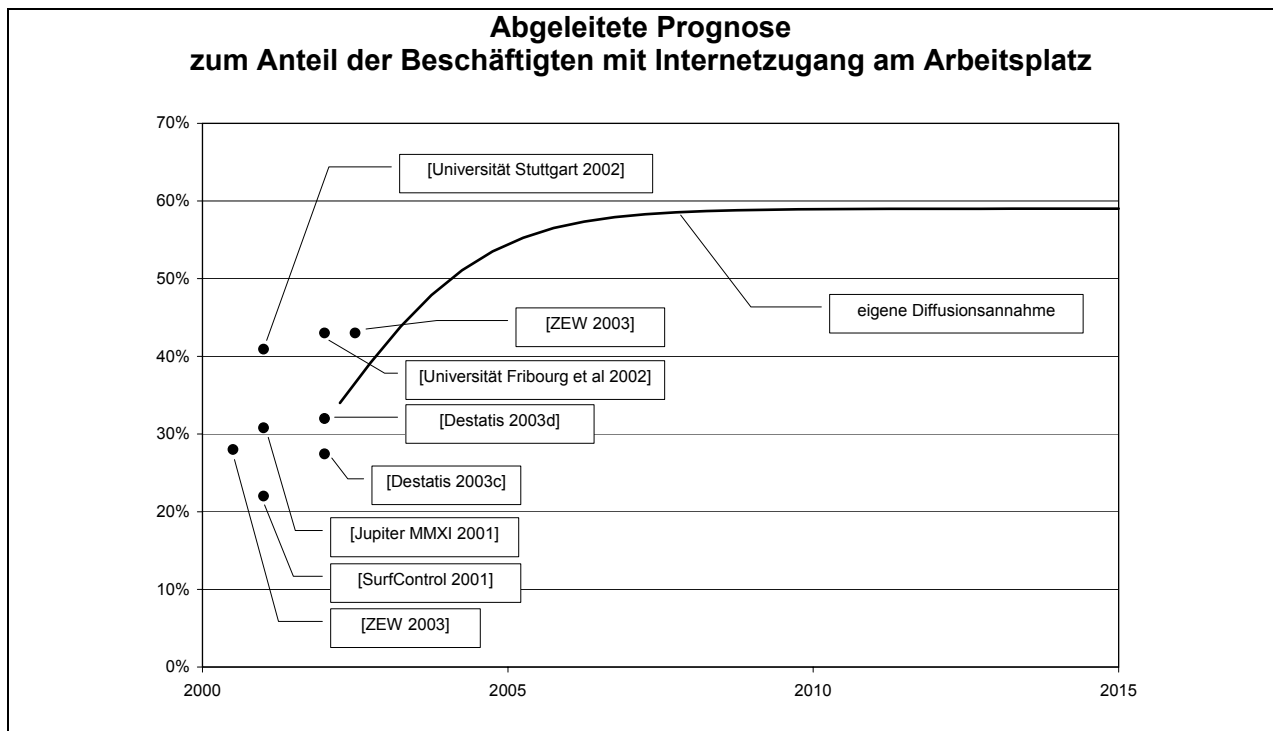 Abgeleitete Prognose
zum Anteil der Beschäftigten mit Internetzugang am Arbeitsplatz
70%
60%
50%
40%
30%
20%
10%
0%
[Universität Stuttgart 2002]
eigene Diffusionsannahme
[ZEW 2003]
[Universität Fribourg et al 2002]
[Destatis 2003d]
[Destatis 2003c]
[Jupiter MMXI 2001]
[SurfControl 2001]
[ZEW 2003]
2000
2005
2010
2015